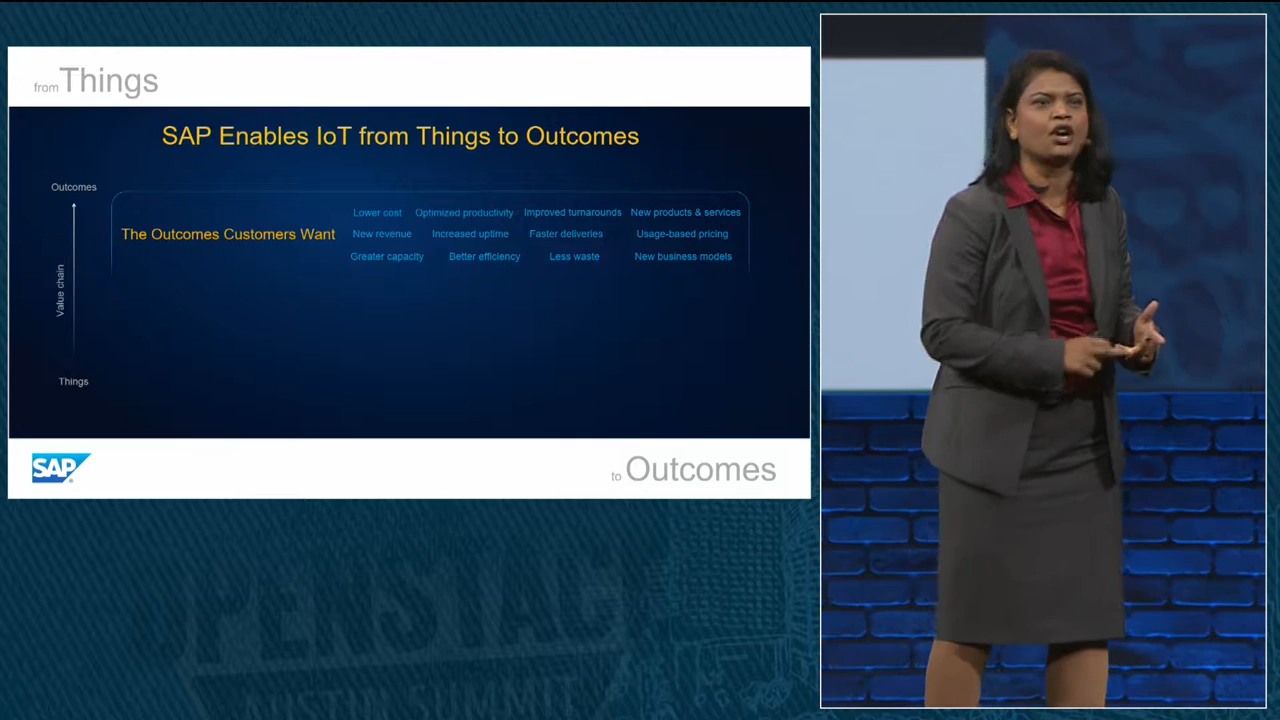 from Things
SAP Enables IoT from Things to Outcomes
Outcomes
Value chain
Things
The Outcomes Customers Want
Lower cost Optimized productivity Improved turnarounds New products & services
New revenue Increased uptime Faster deliveries Usage-based pricing
Greater capacity Better efficiency Less waste New business models
SAP
to Outcomes